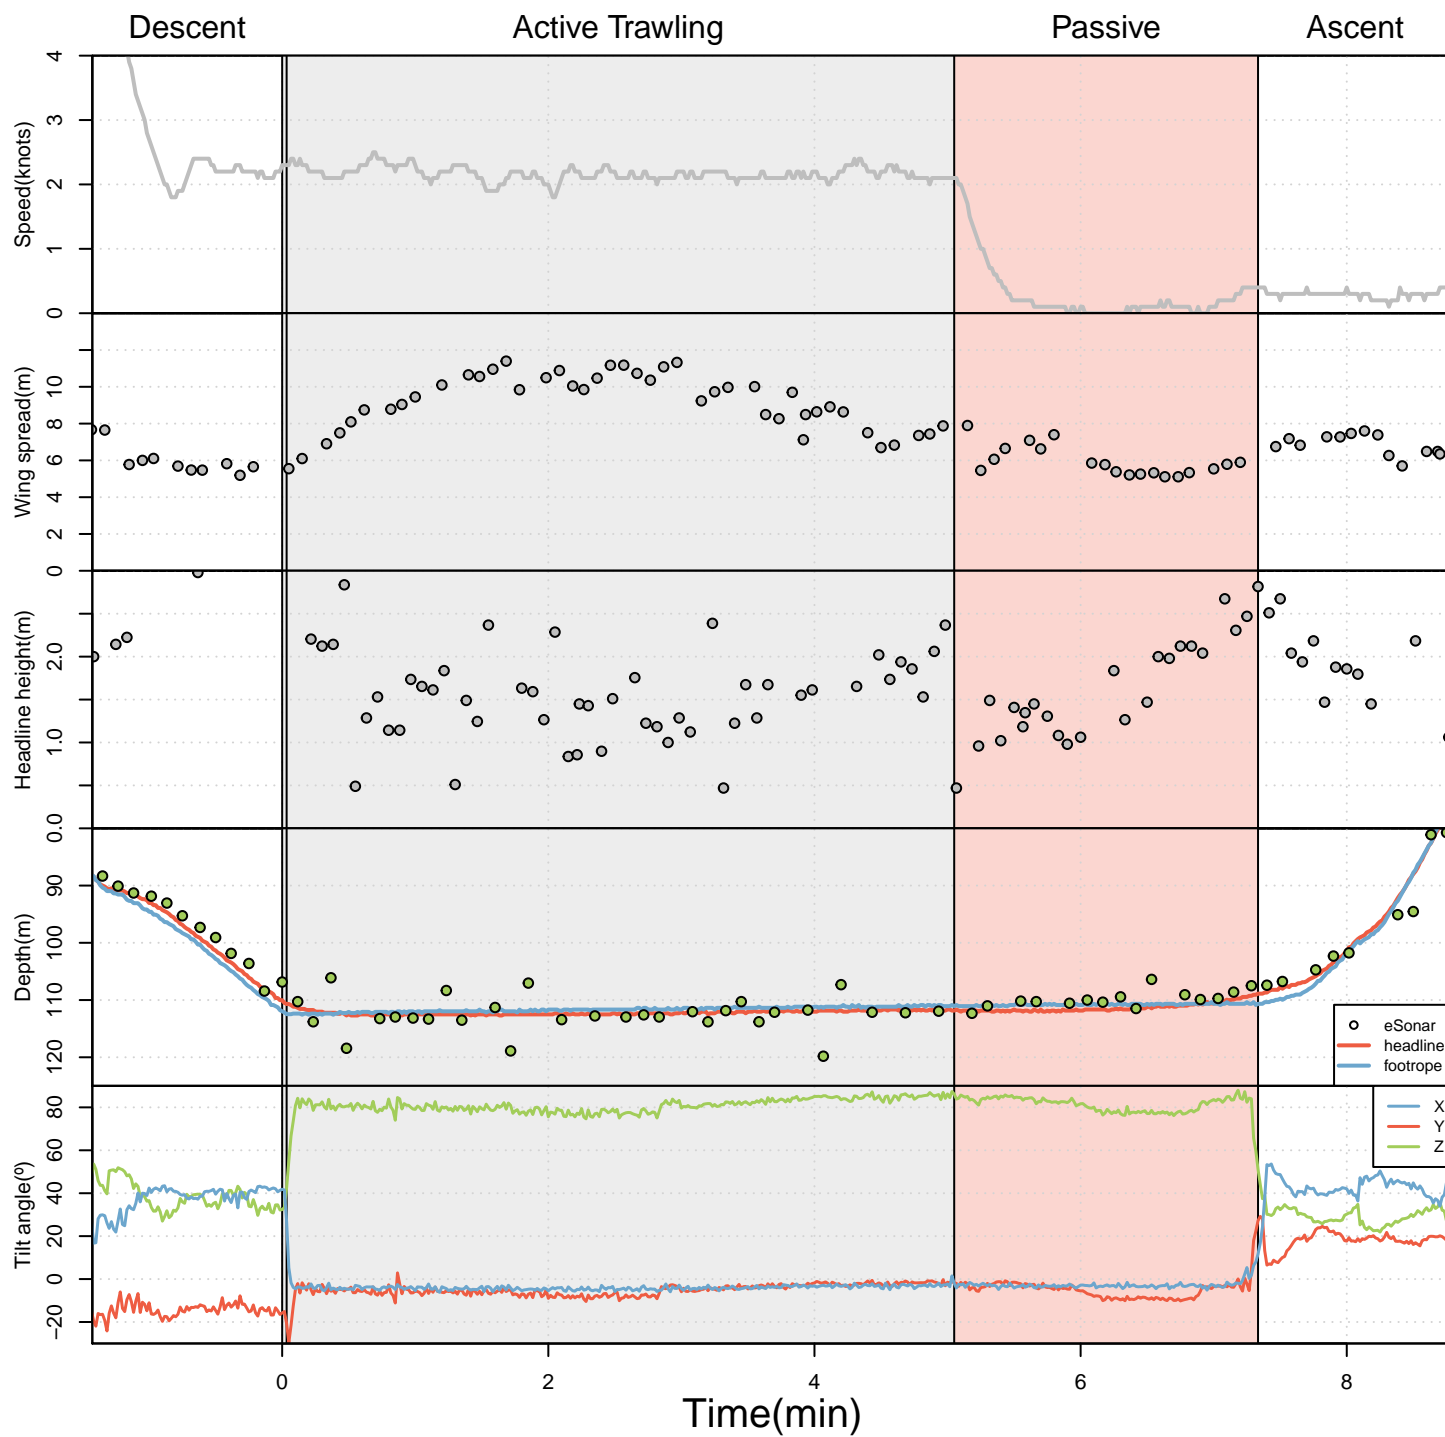 Descent Active Trawling Passive Ascent
Speed(knots)
4
3
2
1
0
Wing spread(m)
10
8
6
4
2
0
Headline height(m)
2.0
1.0
0.0
Depth(m)
90
100
110
120
eSonar
headline
footrope
Tilt angle(º)
80
60
40
20
0
−20
X
Y
Z
0 2 4 6 8
Time(min)